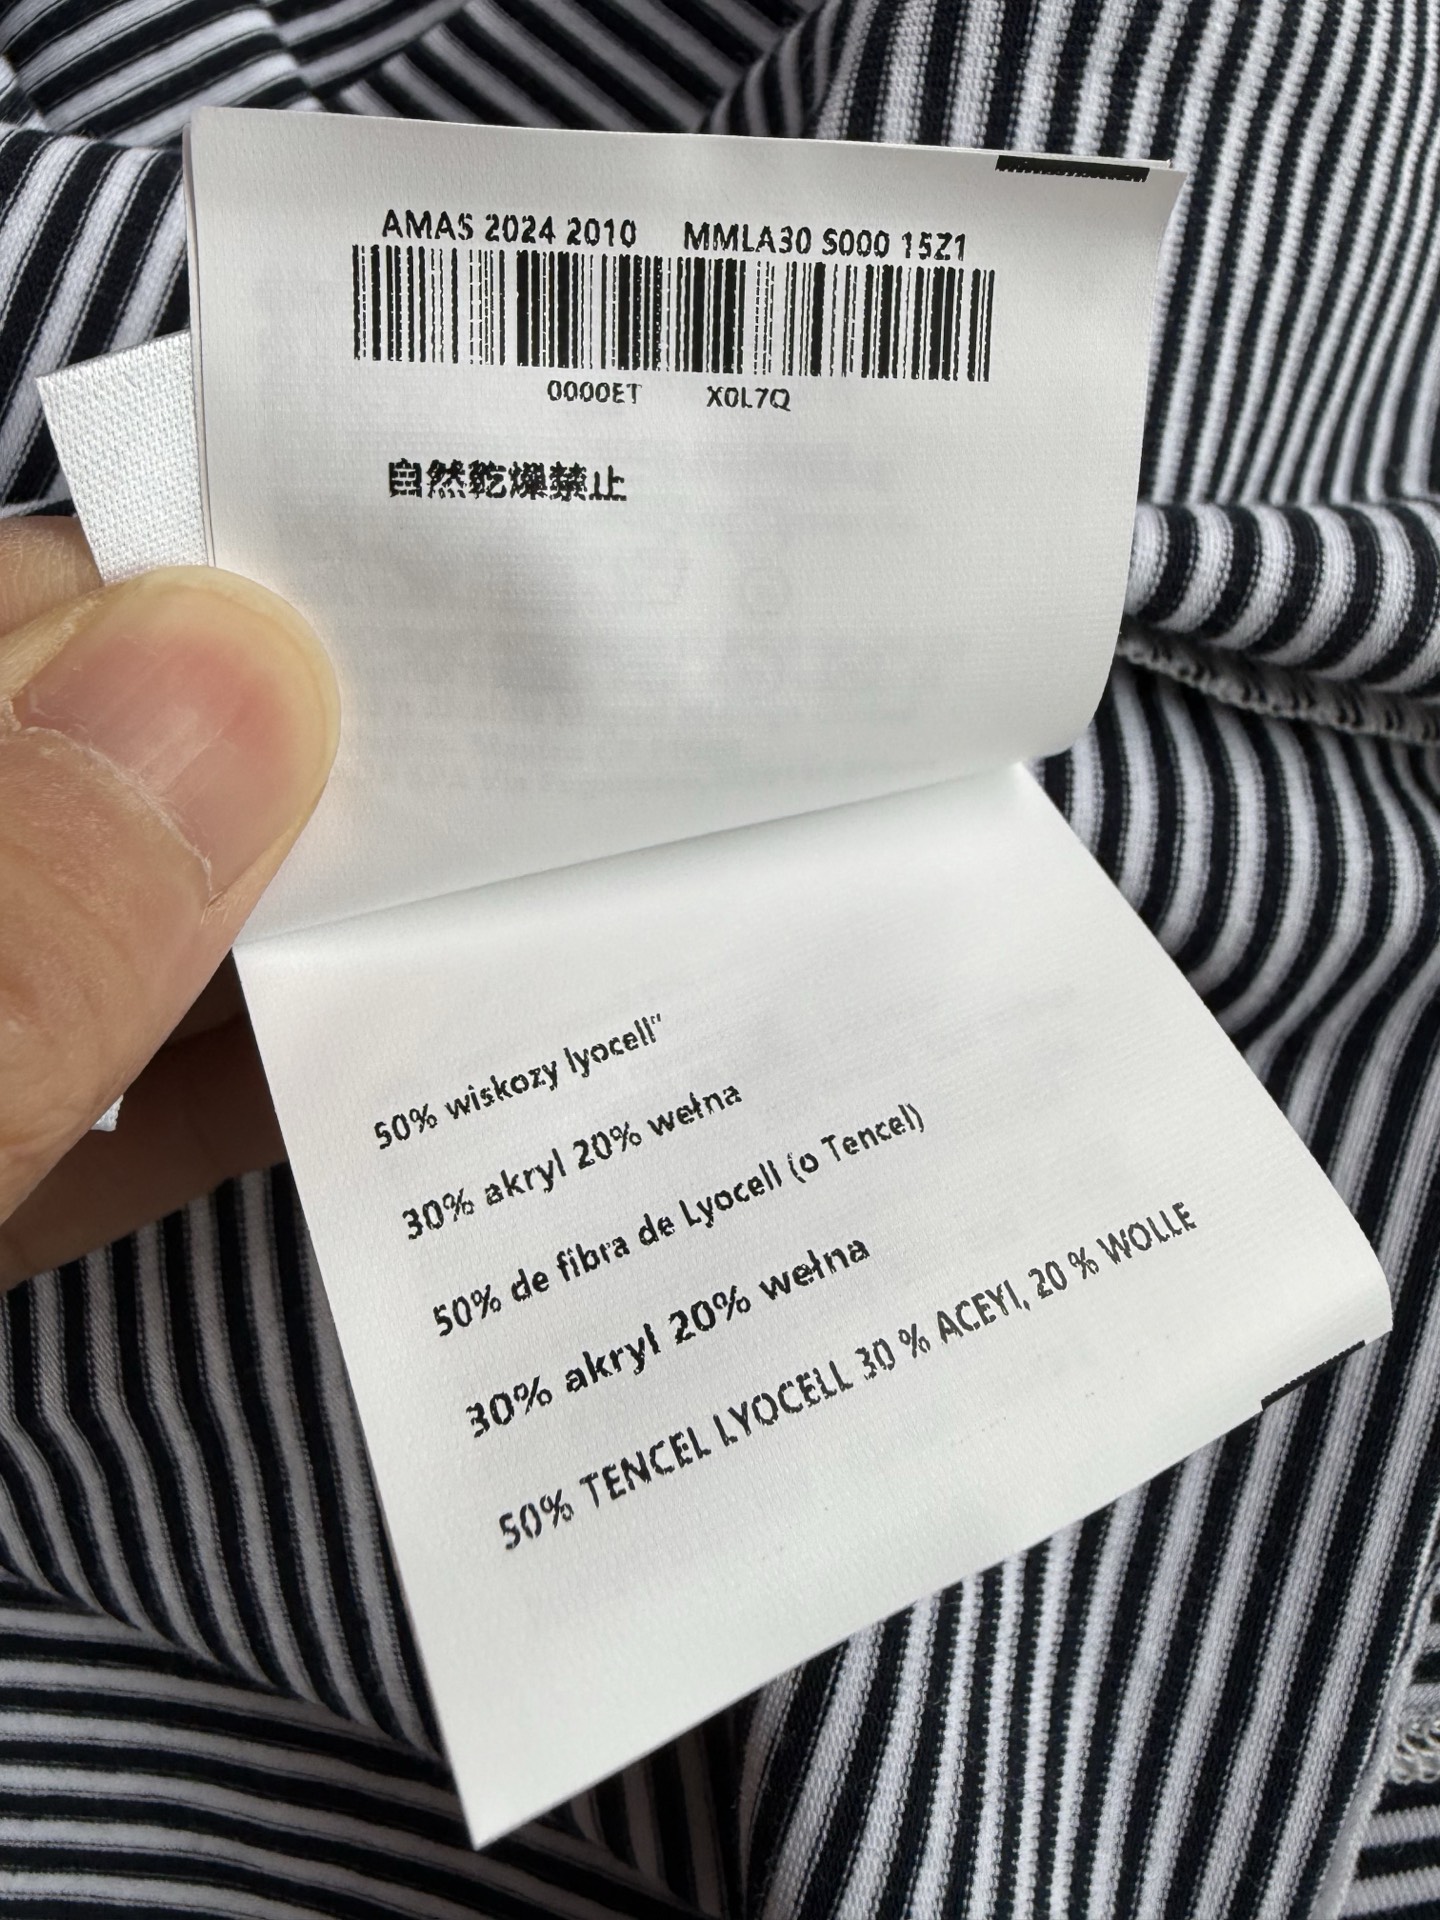 AMAS 2024 2010 MMLA30 S000 15Z1
0000ET X0L7Q
自然乾燥禁止
50% wiskozy lyocell"
30% akryl 20% wełna
50% de fibra de Lyocell (o Tencel)
30% akryl 20% wełna
50% TENCEL LYOCELL 30 % ACEYI, 20 % WOLLE